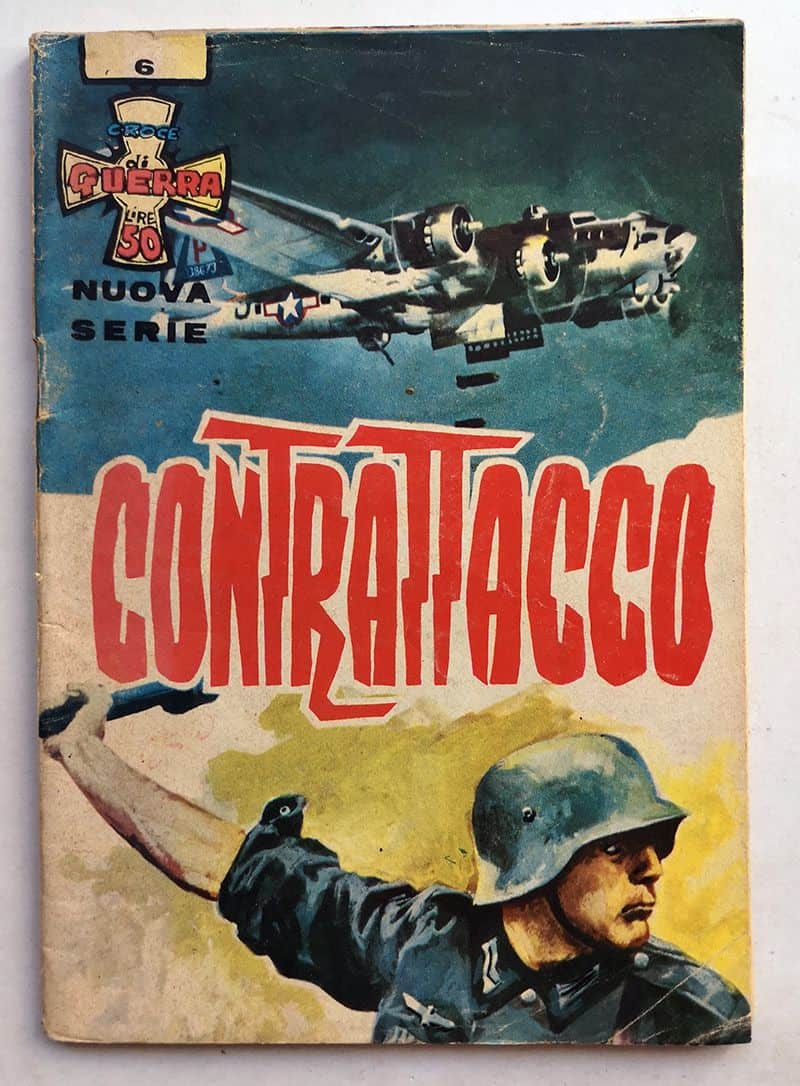 6
CROCE
di
GUERRA
LIRE
50
NUOVA
SERIE
P
J
CONTRATTACCO